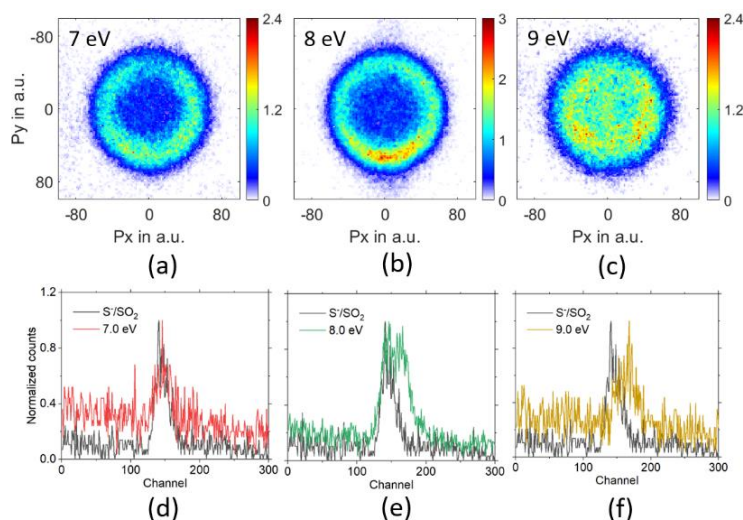 7 eV
8 eV
9 eV
-80
0
80
Py in a.u.
-80 0 80
Px in a.u.
2.4
1.2
0
(a)
-80 0 80
Px in a.u.
3
2
1
0
(b)
-80 0 80
Px in a.u.
2.4
1.2
0
(c)
1.2
0.8
0.4
0.0
Normalized counts
S⁻/SO₂
7.0 eV
0 100 200 300
Channel
(d)
S⁻/SO₂
8.0 eV
0 100 200 300
Channel
(e)
S⁻/SO₂
9.0 eV
0 100 200 300
Channel
(f)